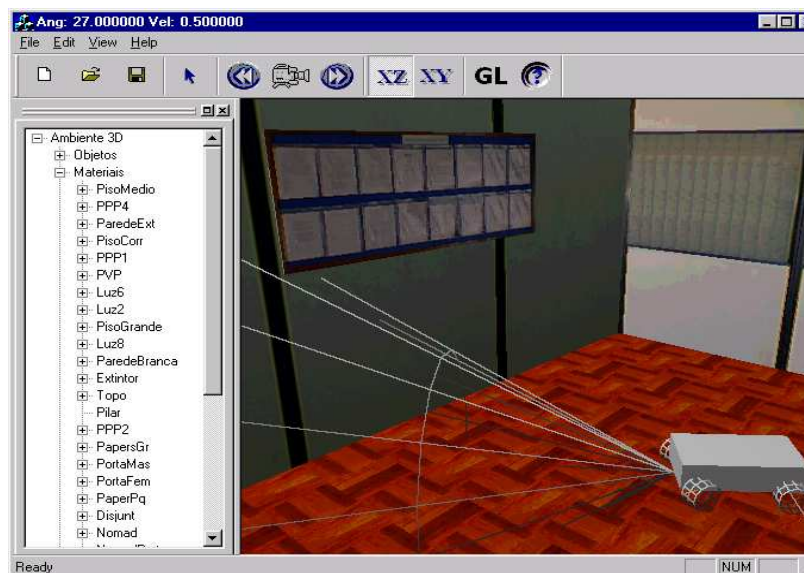 Ang: 27.000000 Vel: 0.500000
File Edit View Help
XZ XY GL ?
Ambiente 3D
Objetos
Materiais
PisoMedio
PPP4
ParedeExt
PisoCorr
PPP1
PVP
Luz6
Luz2
PisoGrande
Luz8
ParedeBranca
Extintor
Topo
Pilar
PPP2
PapersGr
PortaMas
PortaFem
PaperPq
Disjunt
Nomad
Ready NUM